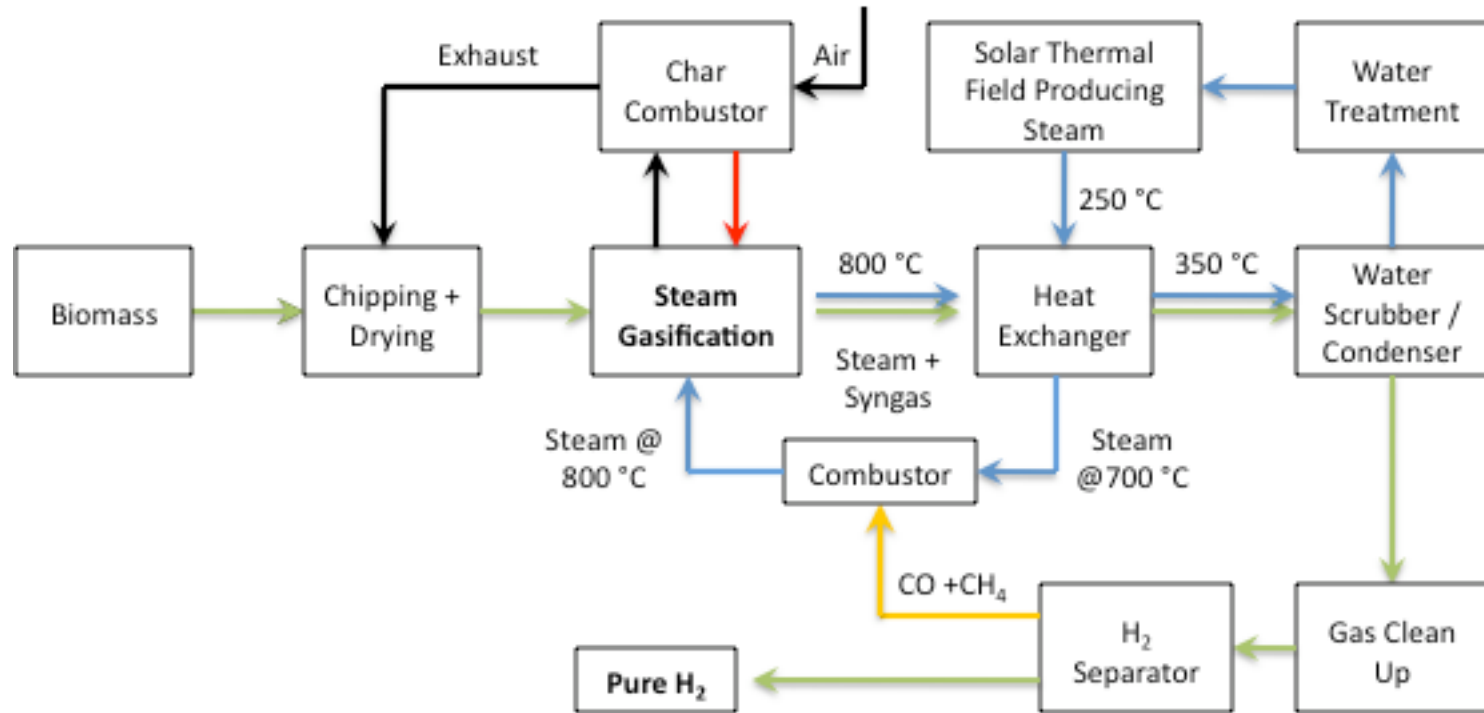 Exhaust
Char
Combustor
Air
Solar Thermal
Field Producing
Steam
Water
Treatment
250 °C
Biomass
Chipping +
Drying
Steam
Gasification
800 °C
Steam +
Syngas
Heat
Exchanger
350 °C
Water
Scrubber /
Condenser
Steam @
800 °C
Combustor
Steam
@700 °C
CO +CH₄
Pure H₂
H₂
Separator
Gas Clean
Up